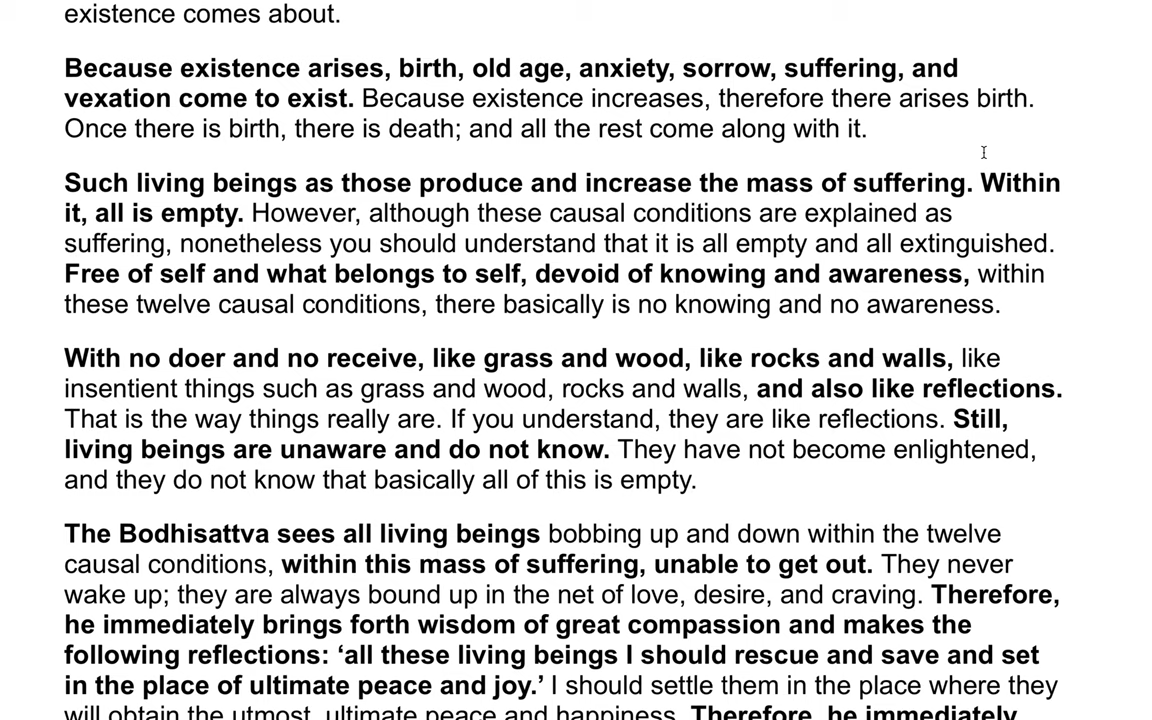 existence comes about.
Because existence arises, birth, old age, anxiety, sorrow, suffering, and
vexation come to exist. Because existence increases, therefore there arises birth.
Once there is birth, there is death; and all the rest come along with it.
Such living beings as those produce and increase the mass of suffering. Within
it, all is empty. However, although these causal conditions are explained as
suffering, nonetheless you should understand that it is all empty and all extinguished.
Free of self and what belongs to self, devoid of knowing and awareness, within
these twelve causal conditions, there basically is no knowing and no awareness.
With no doer and no receive, like grass and wood, like rocks and walls, like
insentient things such as grass and wood, rocks and walls, and also like reflections.
That is the way things really are. If you understand, they are like reflections. Still,
living beings are unaware and do not know. They have not become enlightened,
and they do not know that basically all of this is empty.
The Bodhisattva sees all living beings bobbing up and down within the twelve
causal conditions, within this mass of suffering, unable to get out. They never
wake up; they are always bound up in the net of love, desire, and craving. Therefore,
he immediately brings forth wisdom of great compassion and makes the
following reflections: ‘all these living beings I should rescue and save and set
in the place of ultimate peace and joy.’ I should settle them in the place where they
will obtain the utmost, ultimate peace and happiness. Therefore, he immediately